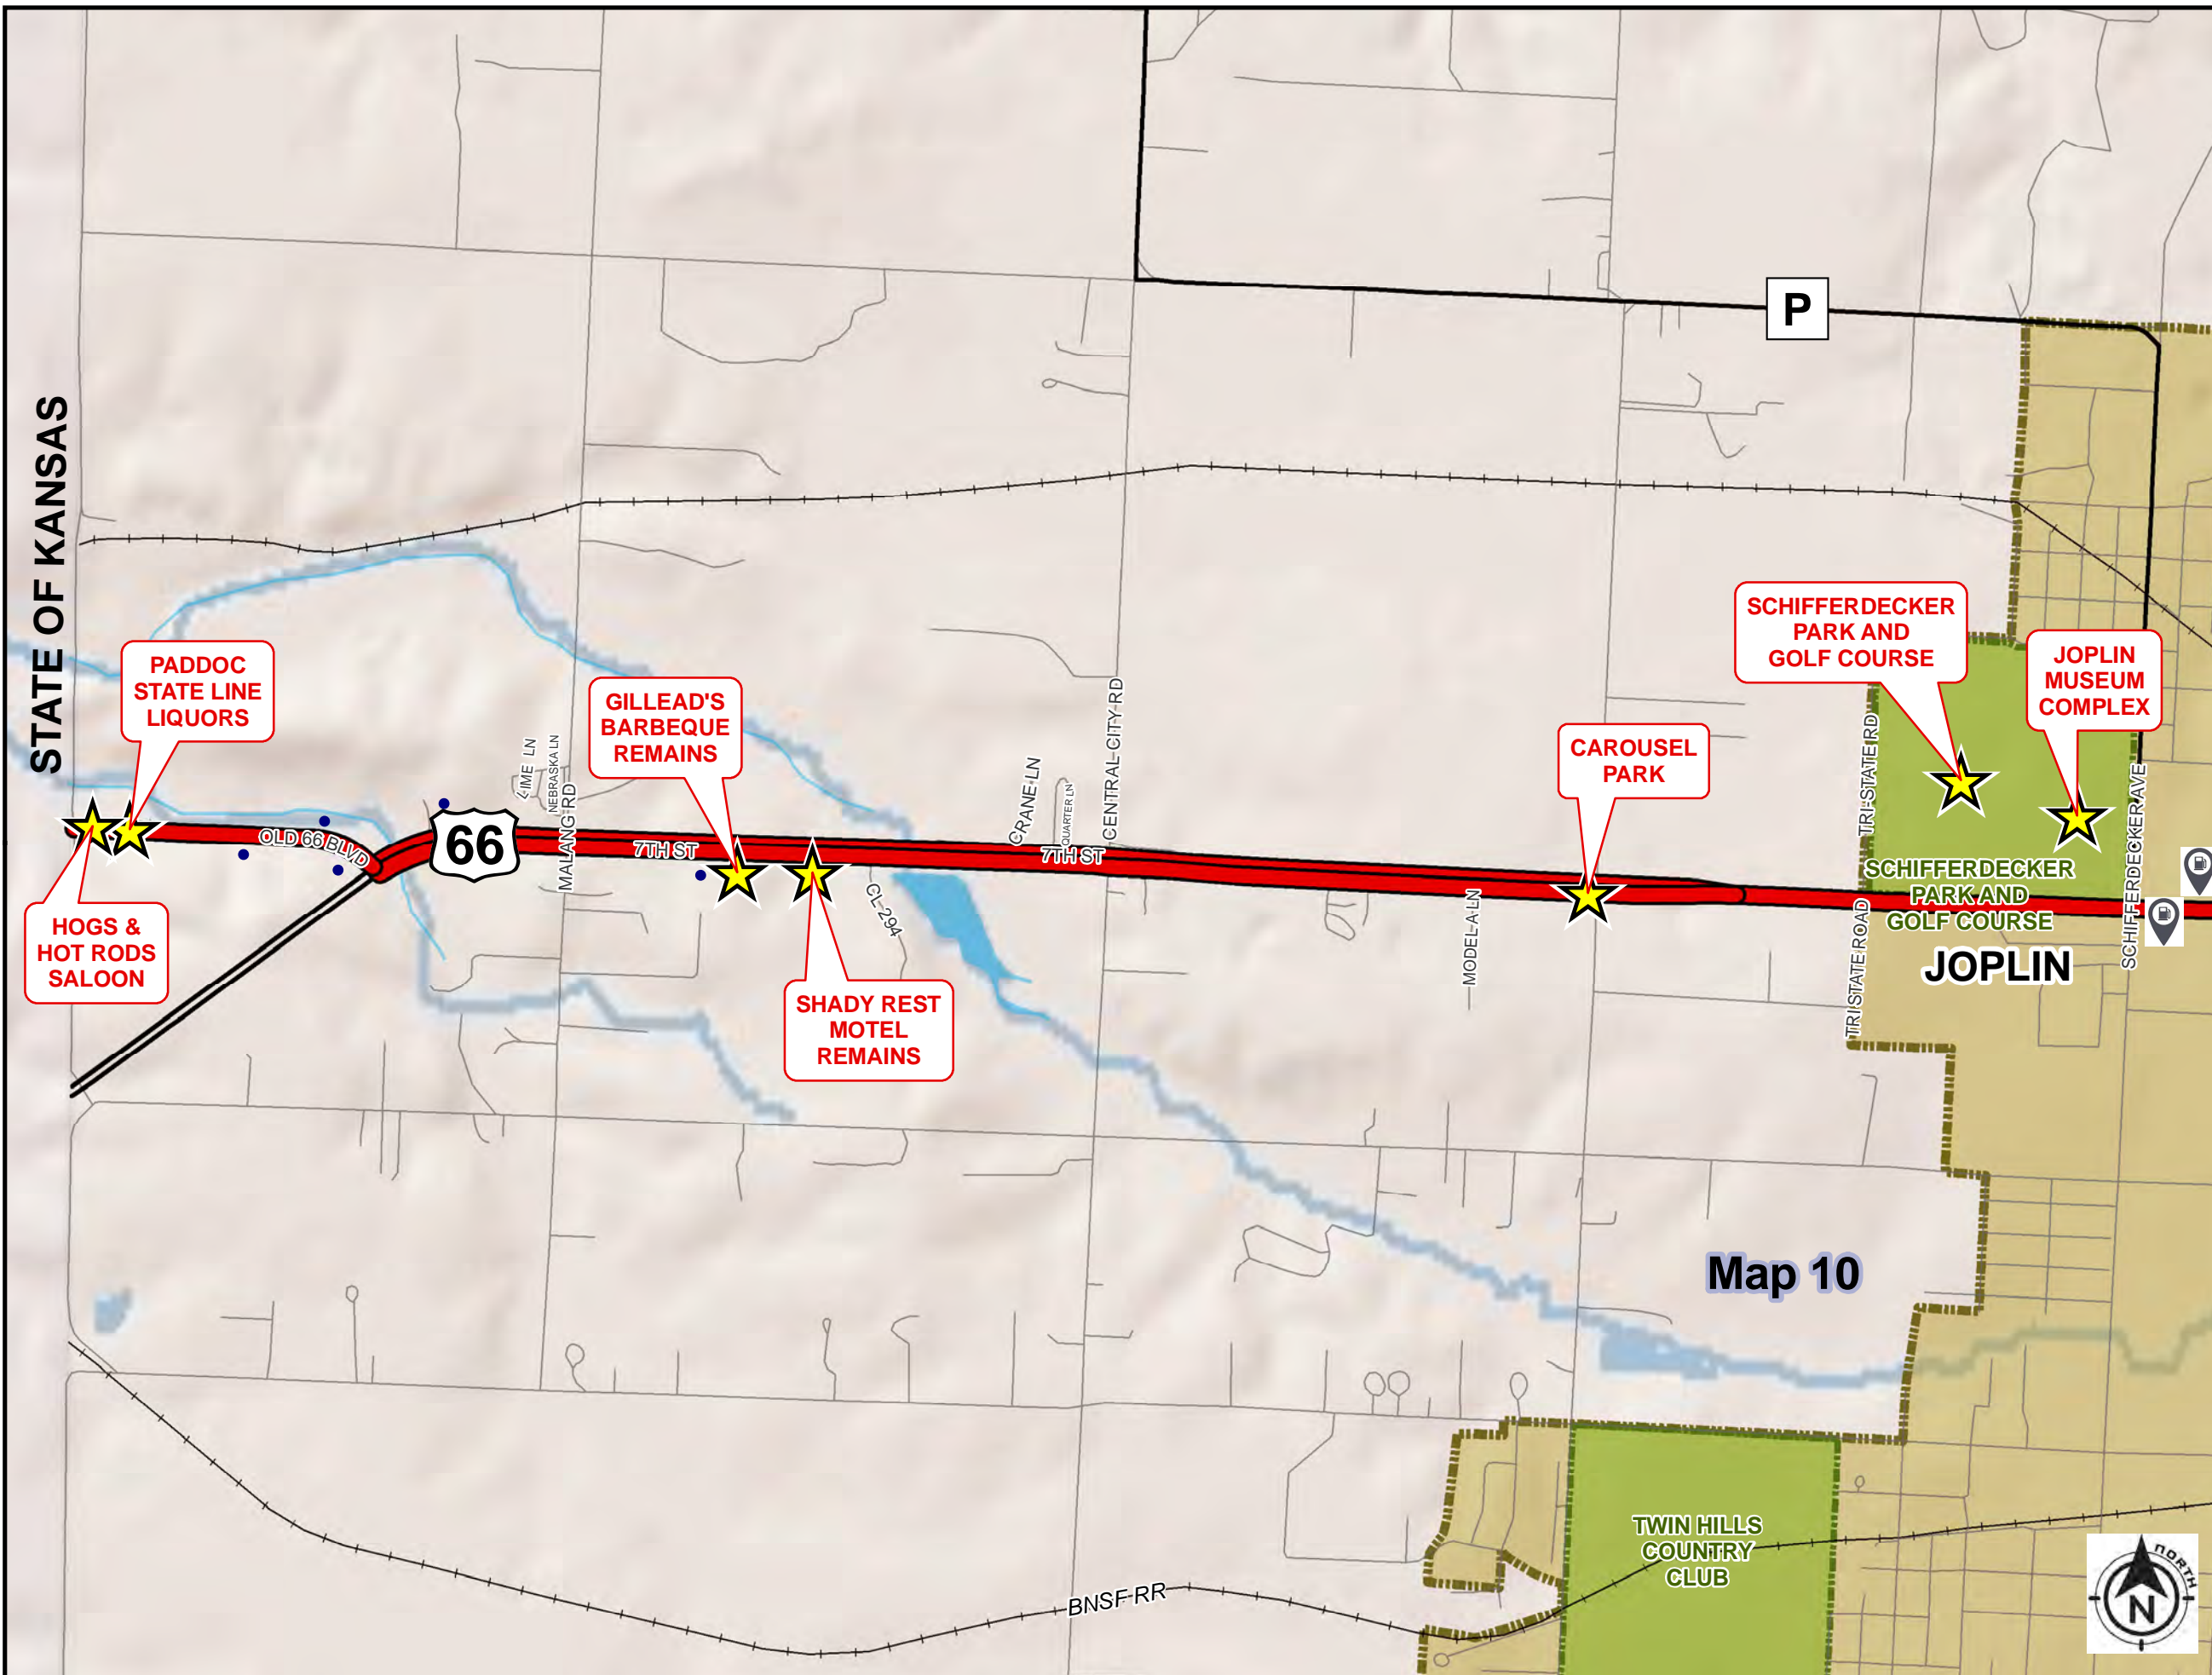 P
STATE OF KANSAS
PADDOC
STATE LINE
LIQUORS
GILLEAD'S
BARBEQUE
REMAINS
SCHIFFERDECKER
PARK AND
GOLF COURSE
JOPLIN
MUSEUM
COMPLEX
CAROUSEL
PARK
LIME LN
NEBRASKA LN
MALANG RD
CRANE LN
QUARTER LN
CENTRAL CITY RD
TRI-STATE RD
SCHIFFERDECKER AVE
OLD 66 BLVD
66
7TH ST
7TH ST
SCHIFFERDECKER
PARK AND
GOLF COURSE
HOGS &
HOT RODS
SALOON
CL-294
MODEL A LN
TRI STATE ROAD
JOPLIN
SHADY REST
MOTEL
REMAINS
Map 10
TWIN HILLS
COUNTRY
CLUB
BNSF RR
NORTH
N